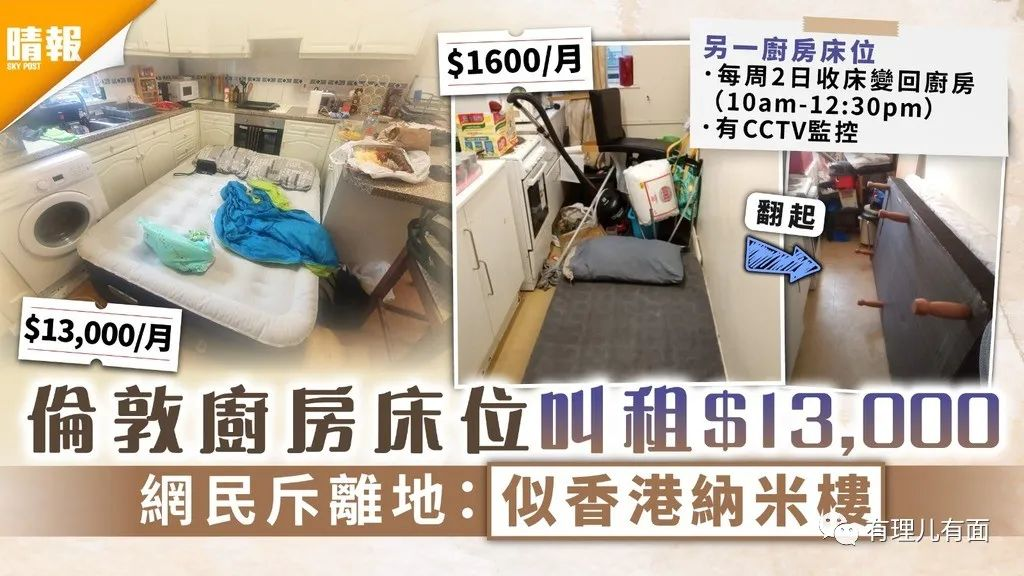 晴報
SKY POST
$1600/月
另一廚房床位
·每周2日收床變回廚房
(10am-12:30pm)
·有CCTV監控
翻起
$13,000/月
倫敦廚房床位叫租$13,000
網民斥離地：似香港納米樓
有理儿有面